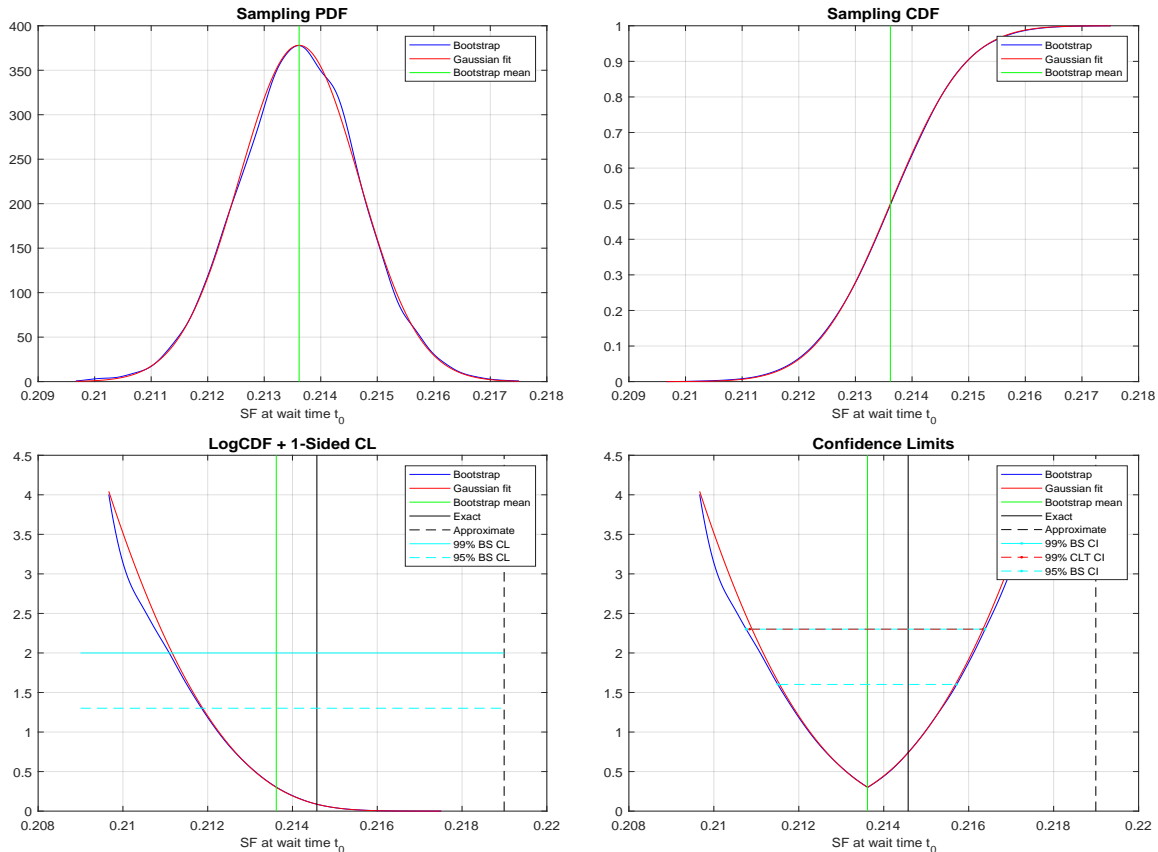 Sampling PDF
400
350
300
250
200
150
100
50
0
0.209
0.21
0.211
0.212
0.213
0.214
0.215
0.216
0.217
0.218
SF at wait time t0
Bootstrap
Gaussian fit
Bootstrap mean
Sampling CDF
1
0.9
0.8
0.7
0.6
0.5
0.4
0.3
0.2
0.1
0
0.209
0.21
0.211
0.212
0.213
0.214
0.215
0.216
0.217
0.218
SF at wait time t0
Bootstrap
Gaussian fit
Bootstrap mean
LogCDF + 1-Sided CL
4.5
4
3.5
3
2.5
2
1.5
1
0.5
0
0.208
0.21
0.212
0.214
0.216
0.218
0.22
SF at wait time t0
Bootstrap
Gaussian fit
Bootstrap mean
Exact
Approximate
99% BS CL
95% BS CL
Confidence Limits
4.5
4
3.5
3
2.5
2
1.5
1
0.5
0
0.208
0.21
0.212
0.214
0.216
0.218
0.22
SF at wait time t0
Bootstrap
Gaussian fit
Bootstrap mean
Exact
Approximate
99% BS CI
99% CLT CI
95% BS CI